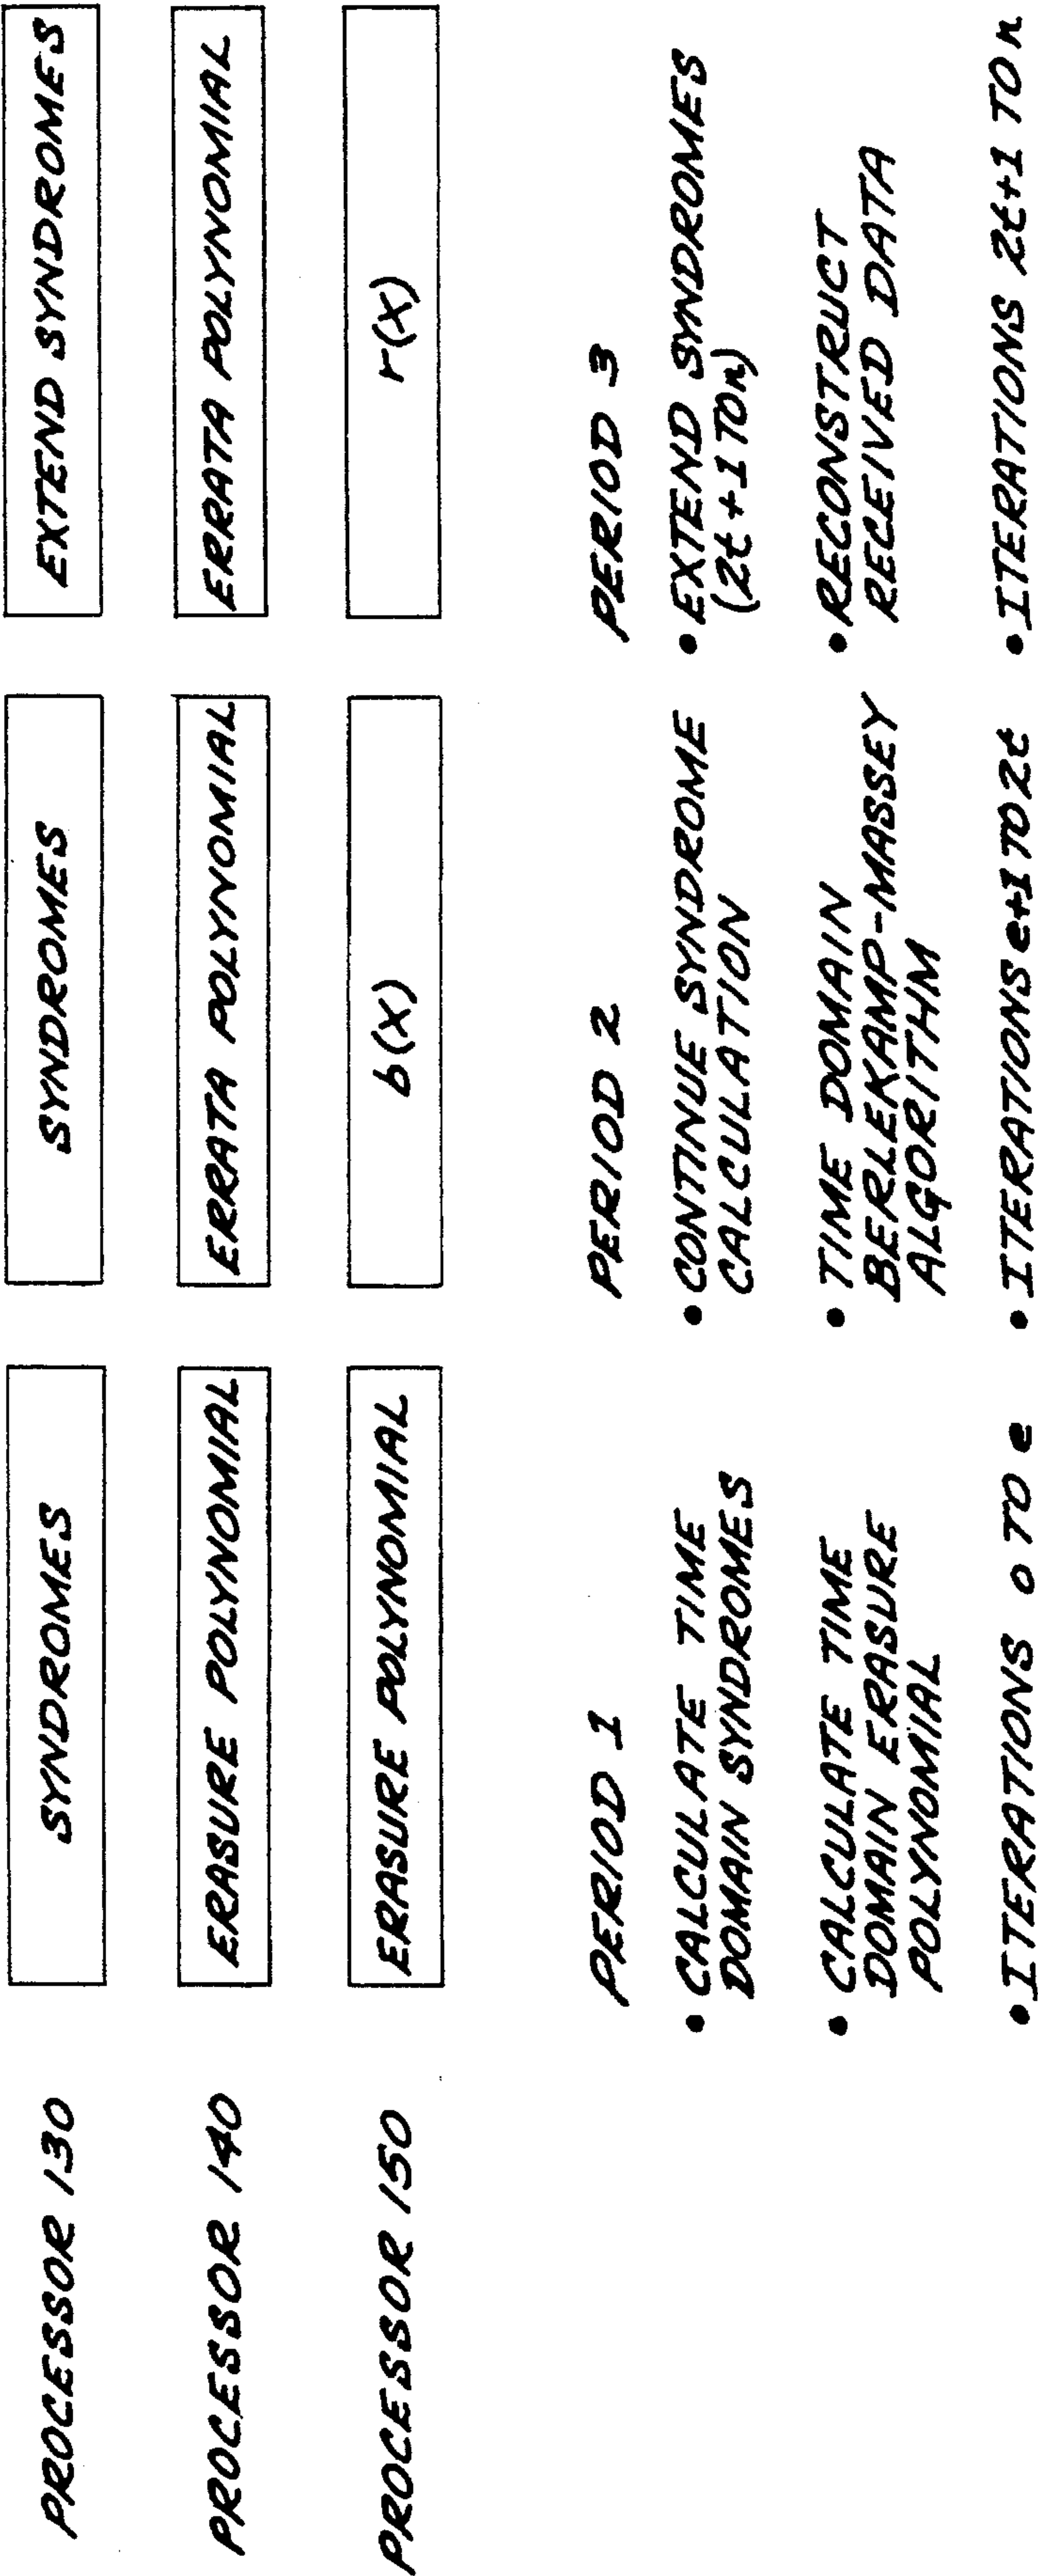 PROCESSOR 130
SYNDROMES
SYNDROMES
EXTEND SYNDROMES
PROCESSOR 140
ERASURE POLYNOMIAL
ERRATA POLYNOMIAL
ERRATA POLYNOMIAL
PROCESSOR 150
ERASURE POLYNOMIAL
b(x)
r(x)
PERIOD 1
• CALCULATE TIME
DOMAIN SYNDROMES
• CALCULATE TIME
DOMAIN ERASURE
POLYNOMIAL
• ITERATIONS 0 TO e
PERIOD 2
• CONTINUE SYNDROME
CALCULATION
• TIME DOMAIN
BERLEKAMP-MASSEY
ALGORITHM
• ITERATIONS e+1 TO 2t
PERIOD 3
• EXTEND SYNDROMES
(2t+1 TO n)
• RECONSTRUCT
RECEIVED DATA
• ITERATIONS 2t+1 TO n